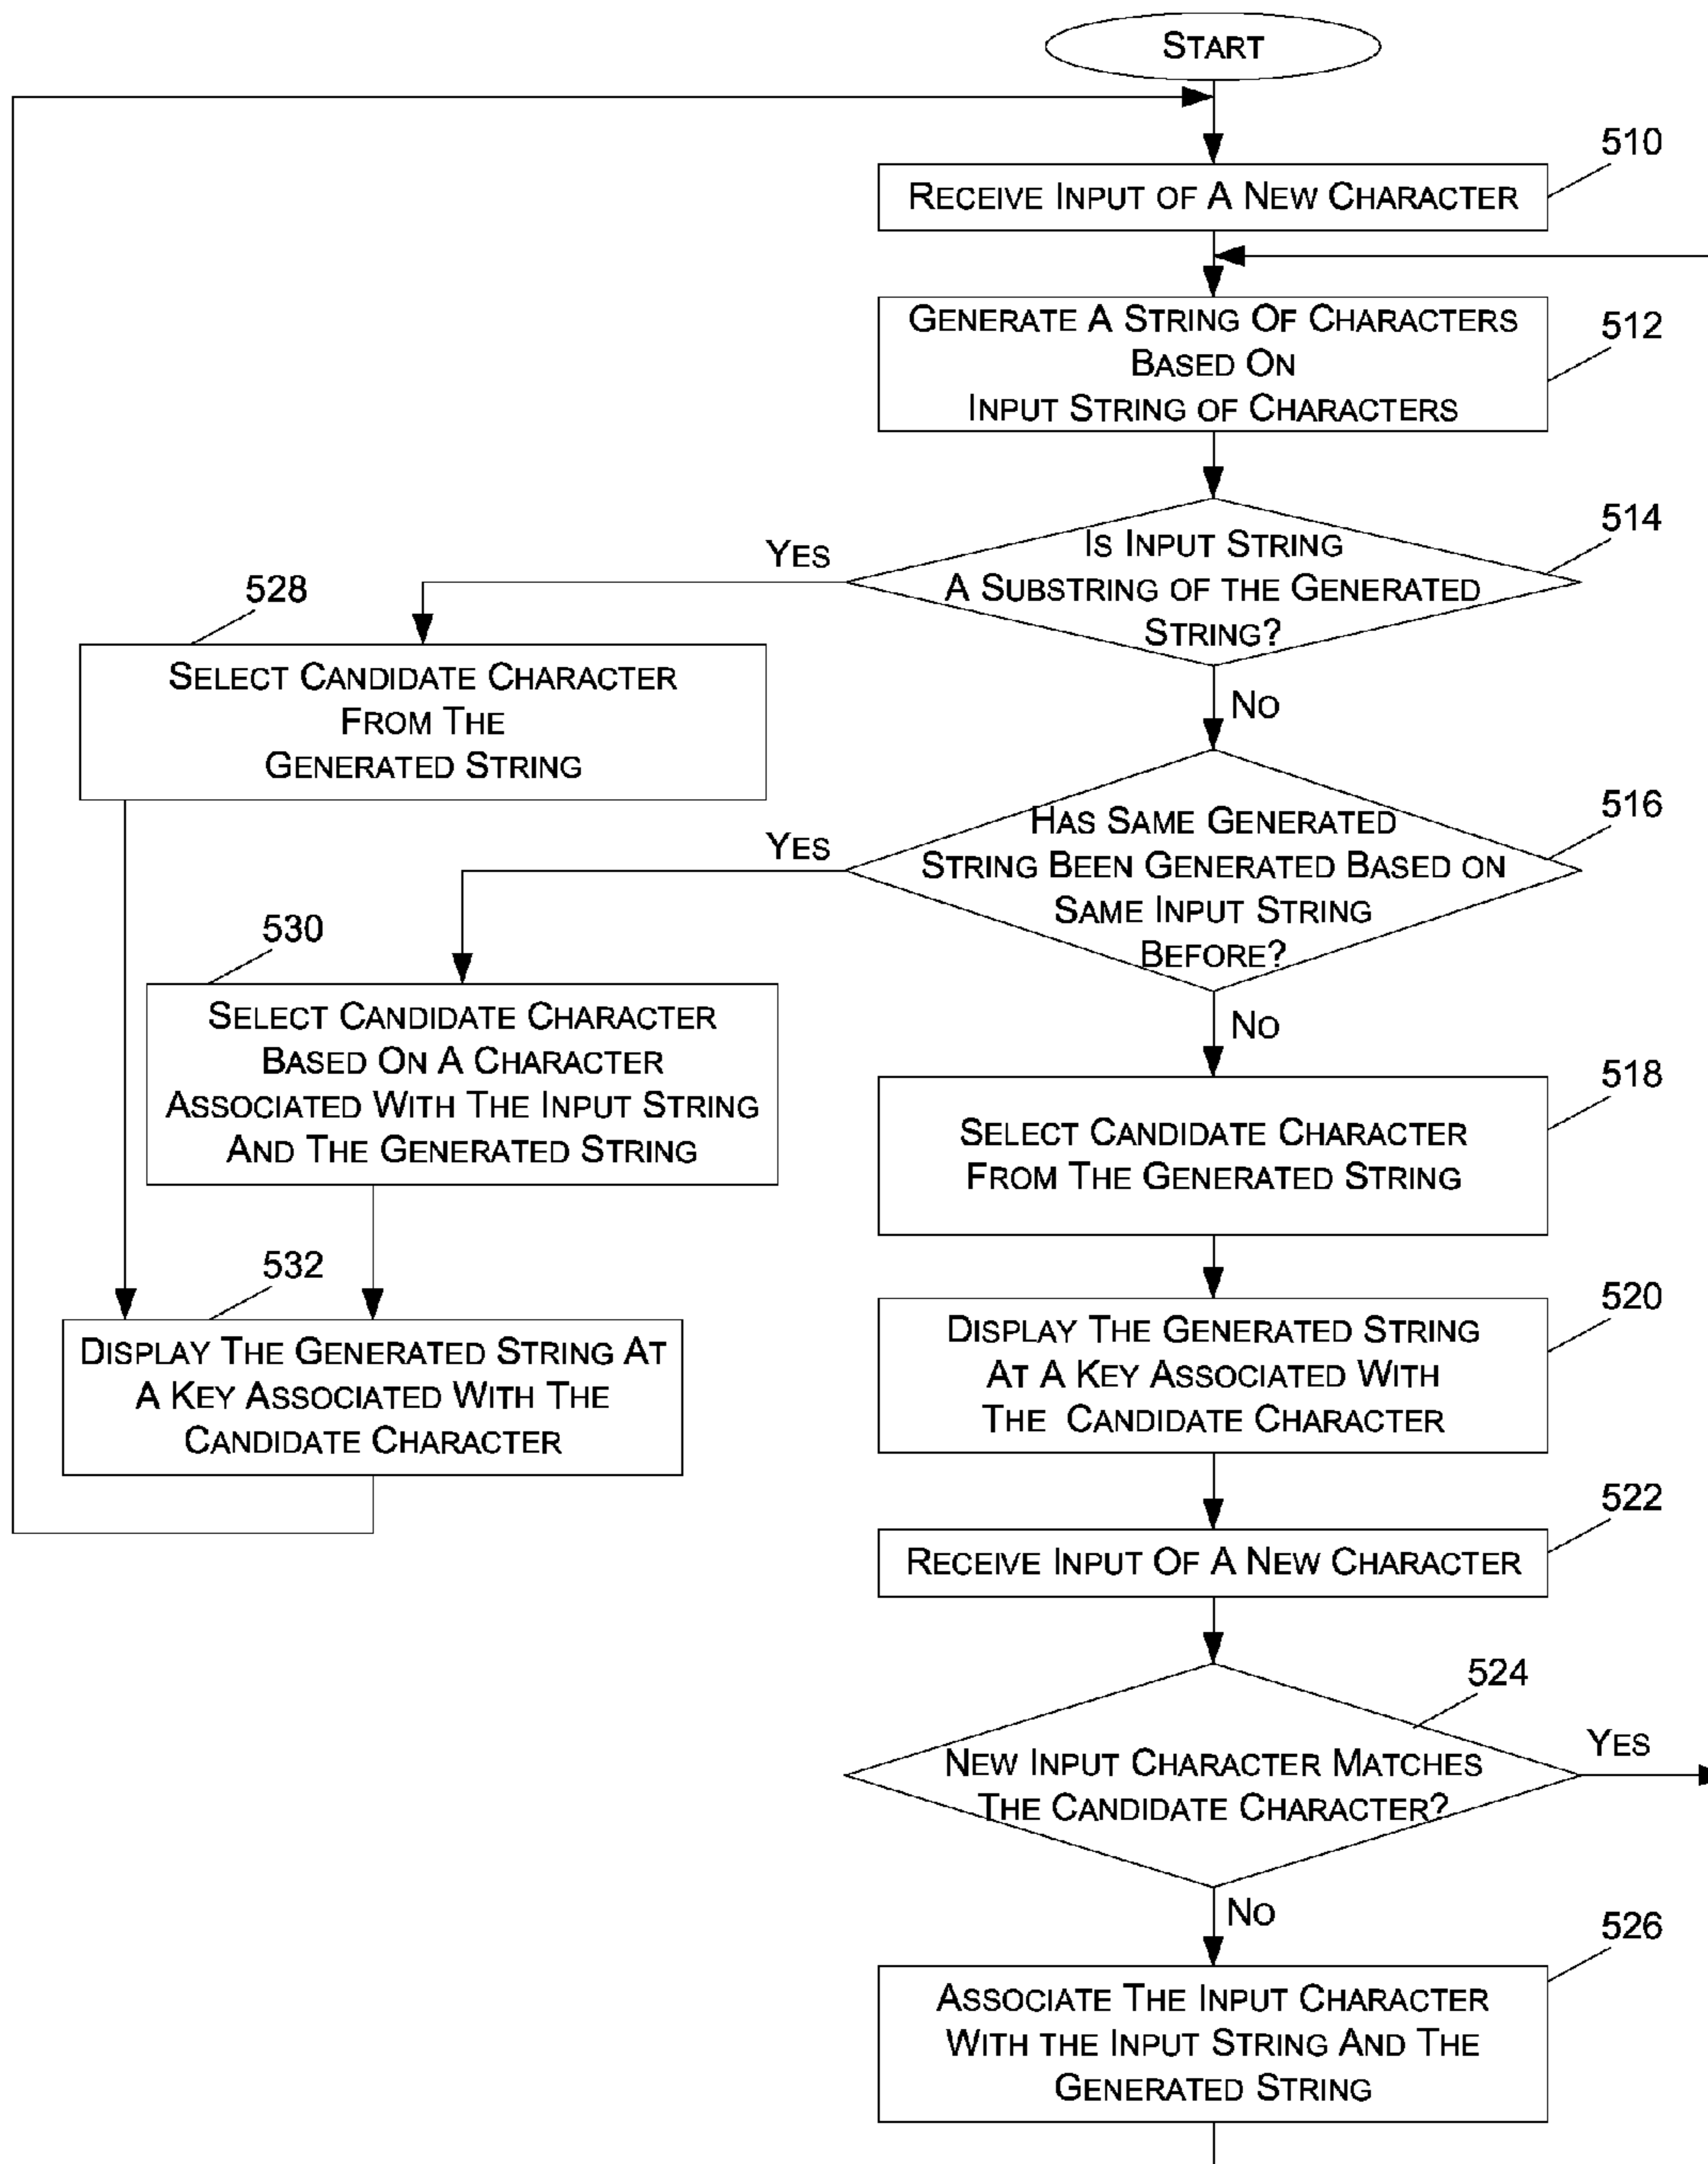 START
510
RECEIVE INPUT OF A NEW CHARACTER
GENERATE A STRING OF CHARACTERS
BASED ON
INPUT STRING OF CHARACTERS
512
514
IS INPUT STRING
A SUBSTRING OF THE GENERATED
STRING?
YES
528
SELECT CANDIDATE CHARACTER
FROM THE
GENERATED STRING
NO
516
HAS SAME GENERATED
STRING BEEN GENERATED BASED ON
SAME INPUT STRING
BEFORE?
YES
530
SELECT CANDIDATE CHARACTER
BASED ON A CHARACTER
ASSOCIATED WITH THE INPUT STRING
AND THE GENERATED STRING
NO
518
SELECT CANDIDATE CHARACTER
FROM THE GENERATED STRING
532
DISPLAY THE GENERATED STRING AT
A KEY ASSOCIATED WITH THE
CANDIDATE CHARACTER
520
DISPLAY THE GENERATED STRING
AT A KEY ASSOCIATED WITH
THE CANDIDATE CHARACTER
522
RECEIVE INPUT OF A NEW CHARACTER
524
NEW INPUT CHARACTER MATCHES
THE CANDIDATE CHARACTER?
YES
NO
526
ASSOCIATE THE INPUT CHARACTER
WITH THE INPUT STRING AND THE
GENERATED STRING